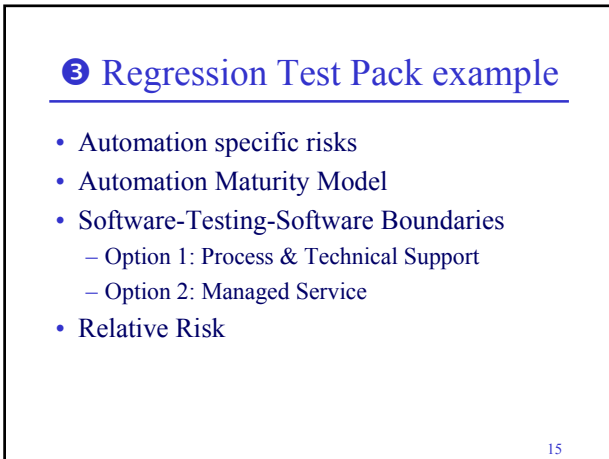 ❸ Regression Test Pack example
• Automation specific risks
• Automation Maturity Model
• Software-Testing-Software Boundaries
– Option 1: Process & Technical Support
– Option 2: Managed Service
• Relative Risk
15